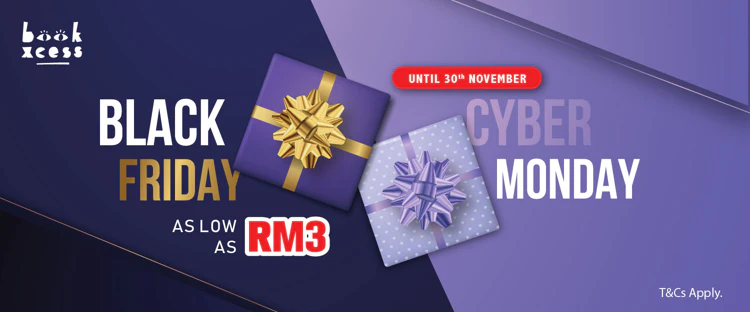 book
xcess
BLACK
FRIDAY
AS LOW
AS RM3
UNTIL 30th NOVEMBER
CYBER
MONDAY
T&Cs Apply.